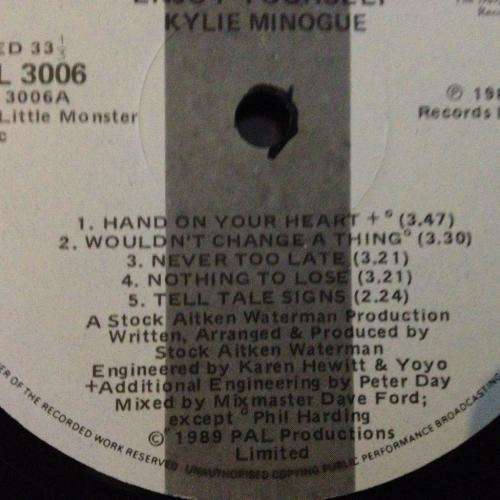 ENJOY YOURSELF
KYLIE MINOGUE
ED 33⅓
L 3006
3006A
Little Monster
c
℗ 198
Records
1. HAND ON YOUR HEART +° (3.47)
2. WOULDN'T CHANGE A THING° (3.30)
3. NEVER TOO LATE (3.21)
4. NOTHING TO LOSE (3.21)
5. TELL TALE SIGNS (2.24)
A Stock Aitken Waterman Production
Written, Arranged & Produced by
Stock Aitken Waterman
Engineered by Karen Hewitt & Yoyo
+Additional Engineering by Peter Day
Mixed by Mixmaster Dave Ford;
except °Phil Harding
© 1989 PAL Productions
Limited
ER OF THE RECORDED WORK RESERVED UNAUTHORISED COPYING PUBLIC PERFORMANCE BROADCASTING